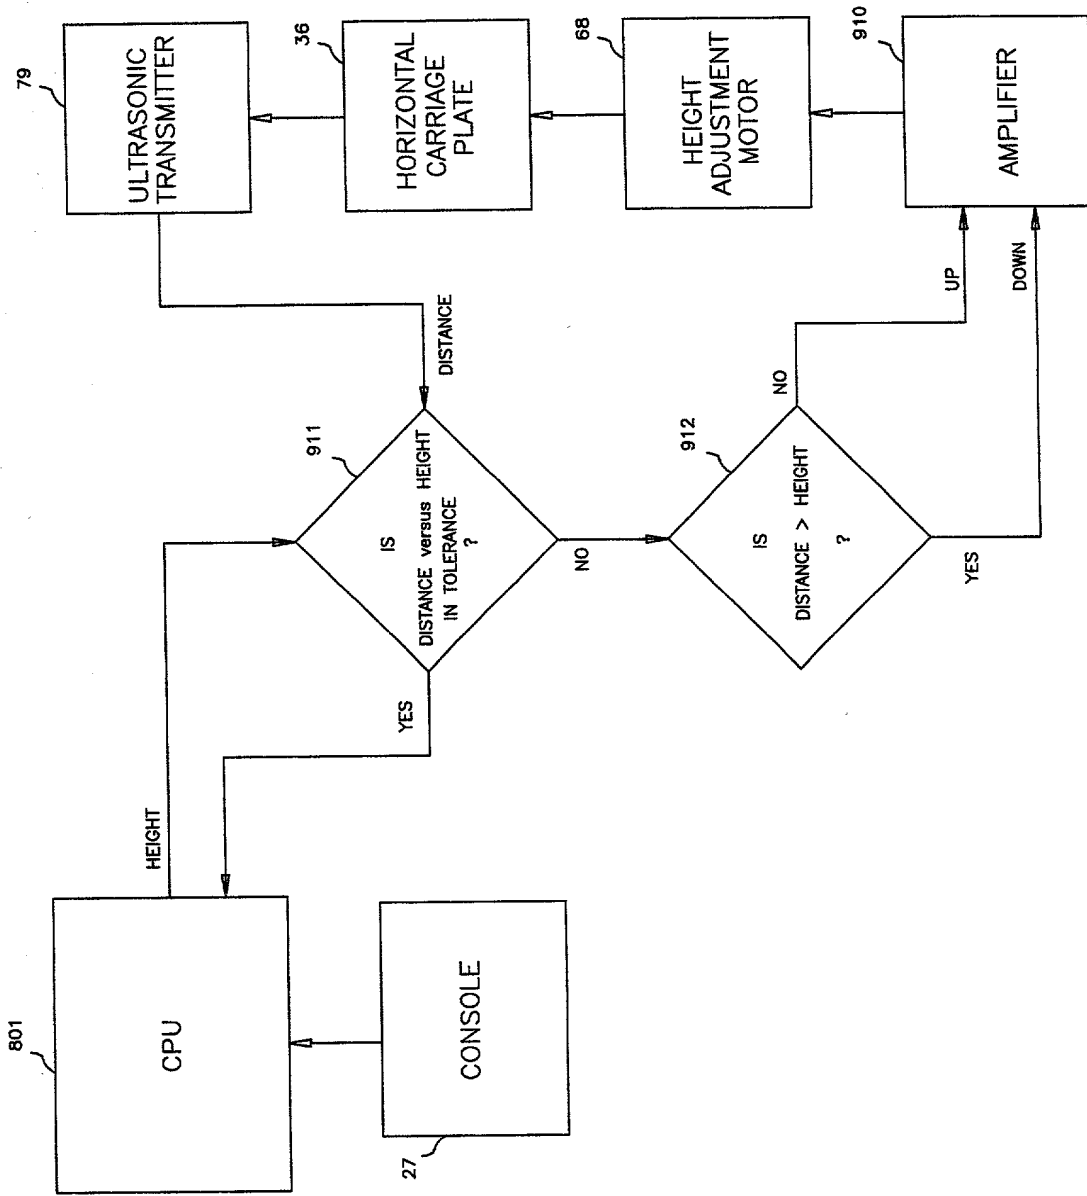 801
CPU
27
CONSOLE
HEIGHT
YES
911
IS
DISTANCE versus HEIGHT
IN TOLERANCE
?
NO
912
IS
DISTANCE > HEIGHT
?
NO
YES
DISTANCE
UP
DOWN
79
ULTRASONIC
TRANSMITTER
36
HORIZONTAL
CARRIAGE
PLATE
68
HEIGHT
ADJUSTMENT
MOTOR
910
AMPLIFIER